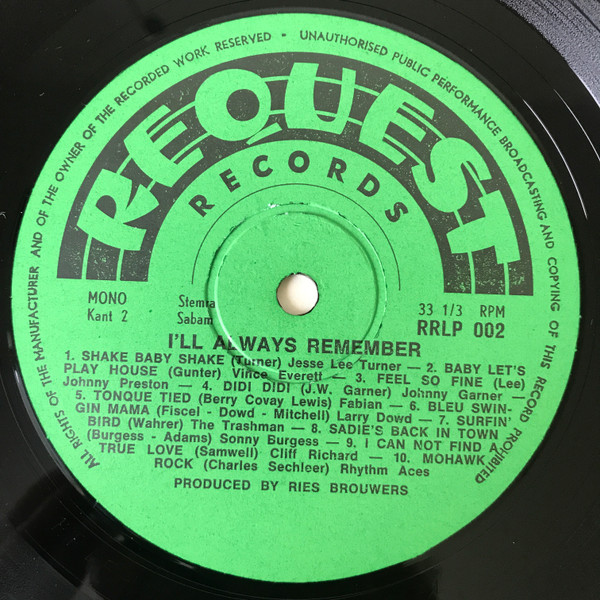 ALL RIGHTS OF THE MANUFACTURER AND OF THE OWNER OF THE RECORDED WORK RESERVED - UNAUTHORISED PUBLIC PERFORMANCE BROADCASTING AND COPYING OF THIS RECORD PROHIBITED
REQUEST
RECORDS
MONO
Kant 2
Stemra
Sabam
33 1/3 RPM
RRLP 002
I'LL ALWAYS REMEMBER
1. SHAKE BABY SHAKE (Turner) Jesse Lee Turner — 2. BABY LET'S
PLAY HOUSE (Gunter) Vince Everett — 3. FEEL SO FINE (Lee)
Johnny Preston — 4. DIDI DIDI (J.W. Garner) Johnny Garner —
5. TONQUE TIED (Berry Covay Lewis) Fabian — 6. BLEU SWIN-
GIN MAMA (Fiscel - Dowd - Mitchell) Larry Dowd — 7. SURFIN'
BIRD (Wahrer) The Trashman — 8. SADIE'S BACK IN TOWN
(Burgess - Adams) Sonny Burgess — 9. I CAN NOT FIND A
TRUE LOVE (Samwell) Cliff Richard — 10. MOHAWK
ROCK (Charles Sechlcer) Rhythm Aces
PRODUCED BY RIES BROUWERS